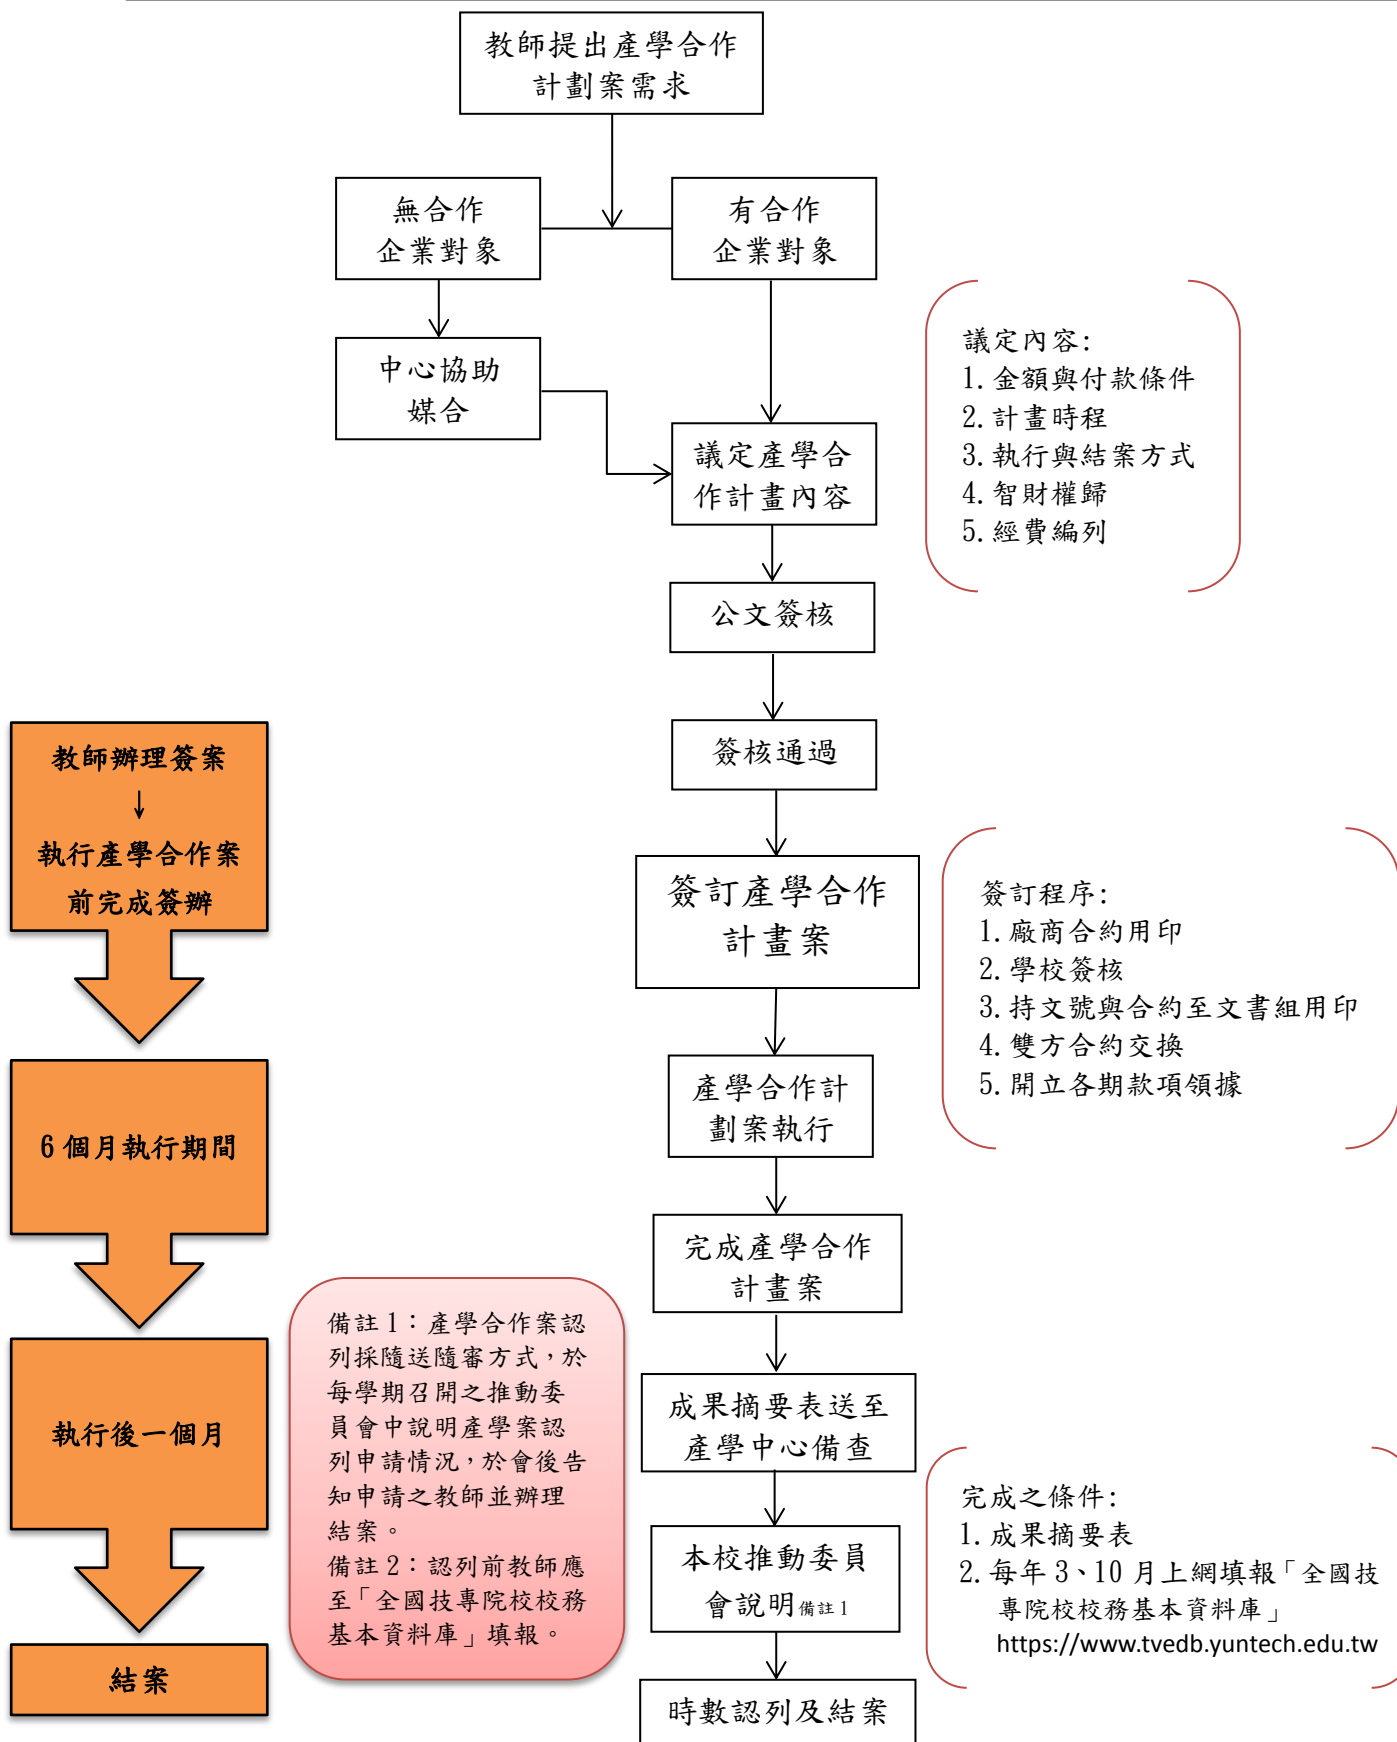 教師提出產學合作
計劃案需求
無合作
企業對象
有合作
企業對象
中心協助
媒合
議定產學合
作計畫內容
議定內容:
1.金額與付款條件
2.計畫時程
3.執行與結案方式
4.智財權歸
5.經費編列
公文簽核
簽核通過
簽訂產學合作
計畫案
簽訂程序:
1.廠商合約用印
2.學校簽核
3.持文號與合約至文書組用印
4.雙方合約交換
5.開立各期款項領據
產學合作計
劃案執行
完成產學合作
計畫案
成果摘要表送至
產學中心備查
本校推動委員
會說明備註1
時數認列及結案
完成之條件:
1.成果摘要表
2.每年 3、10 月上網填報「全國技
專院校校務基本資料庫」
https://www.tvedb.yuntech.edu.tw
教師辦理簽案
↓
執行產學合作案
前完成簽辦
6 個月執行期間
執行後一個月
結案
備註 1：產學合作案認
列採隨送隨審方式，於
每學期召開之推動委
員會中說明產學案認
列申請情況，於會後告
知申請之教師並辦理
結案。
備註 2：認列前教師應
至「全國技專院校校務
基本資料庫」填報。